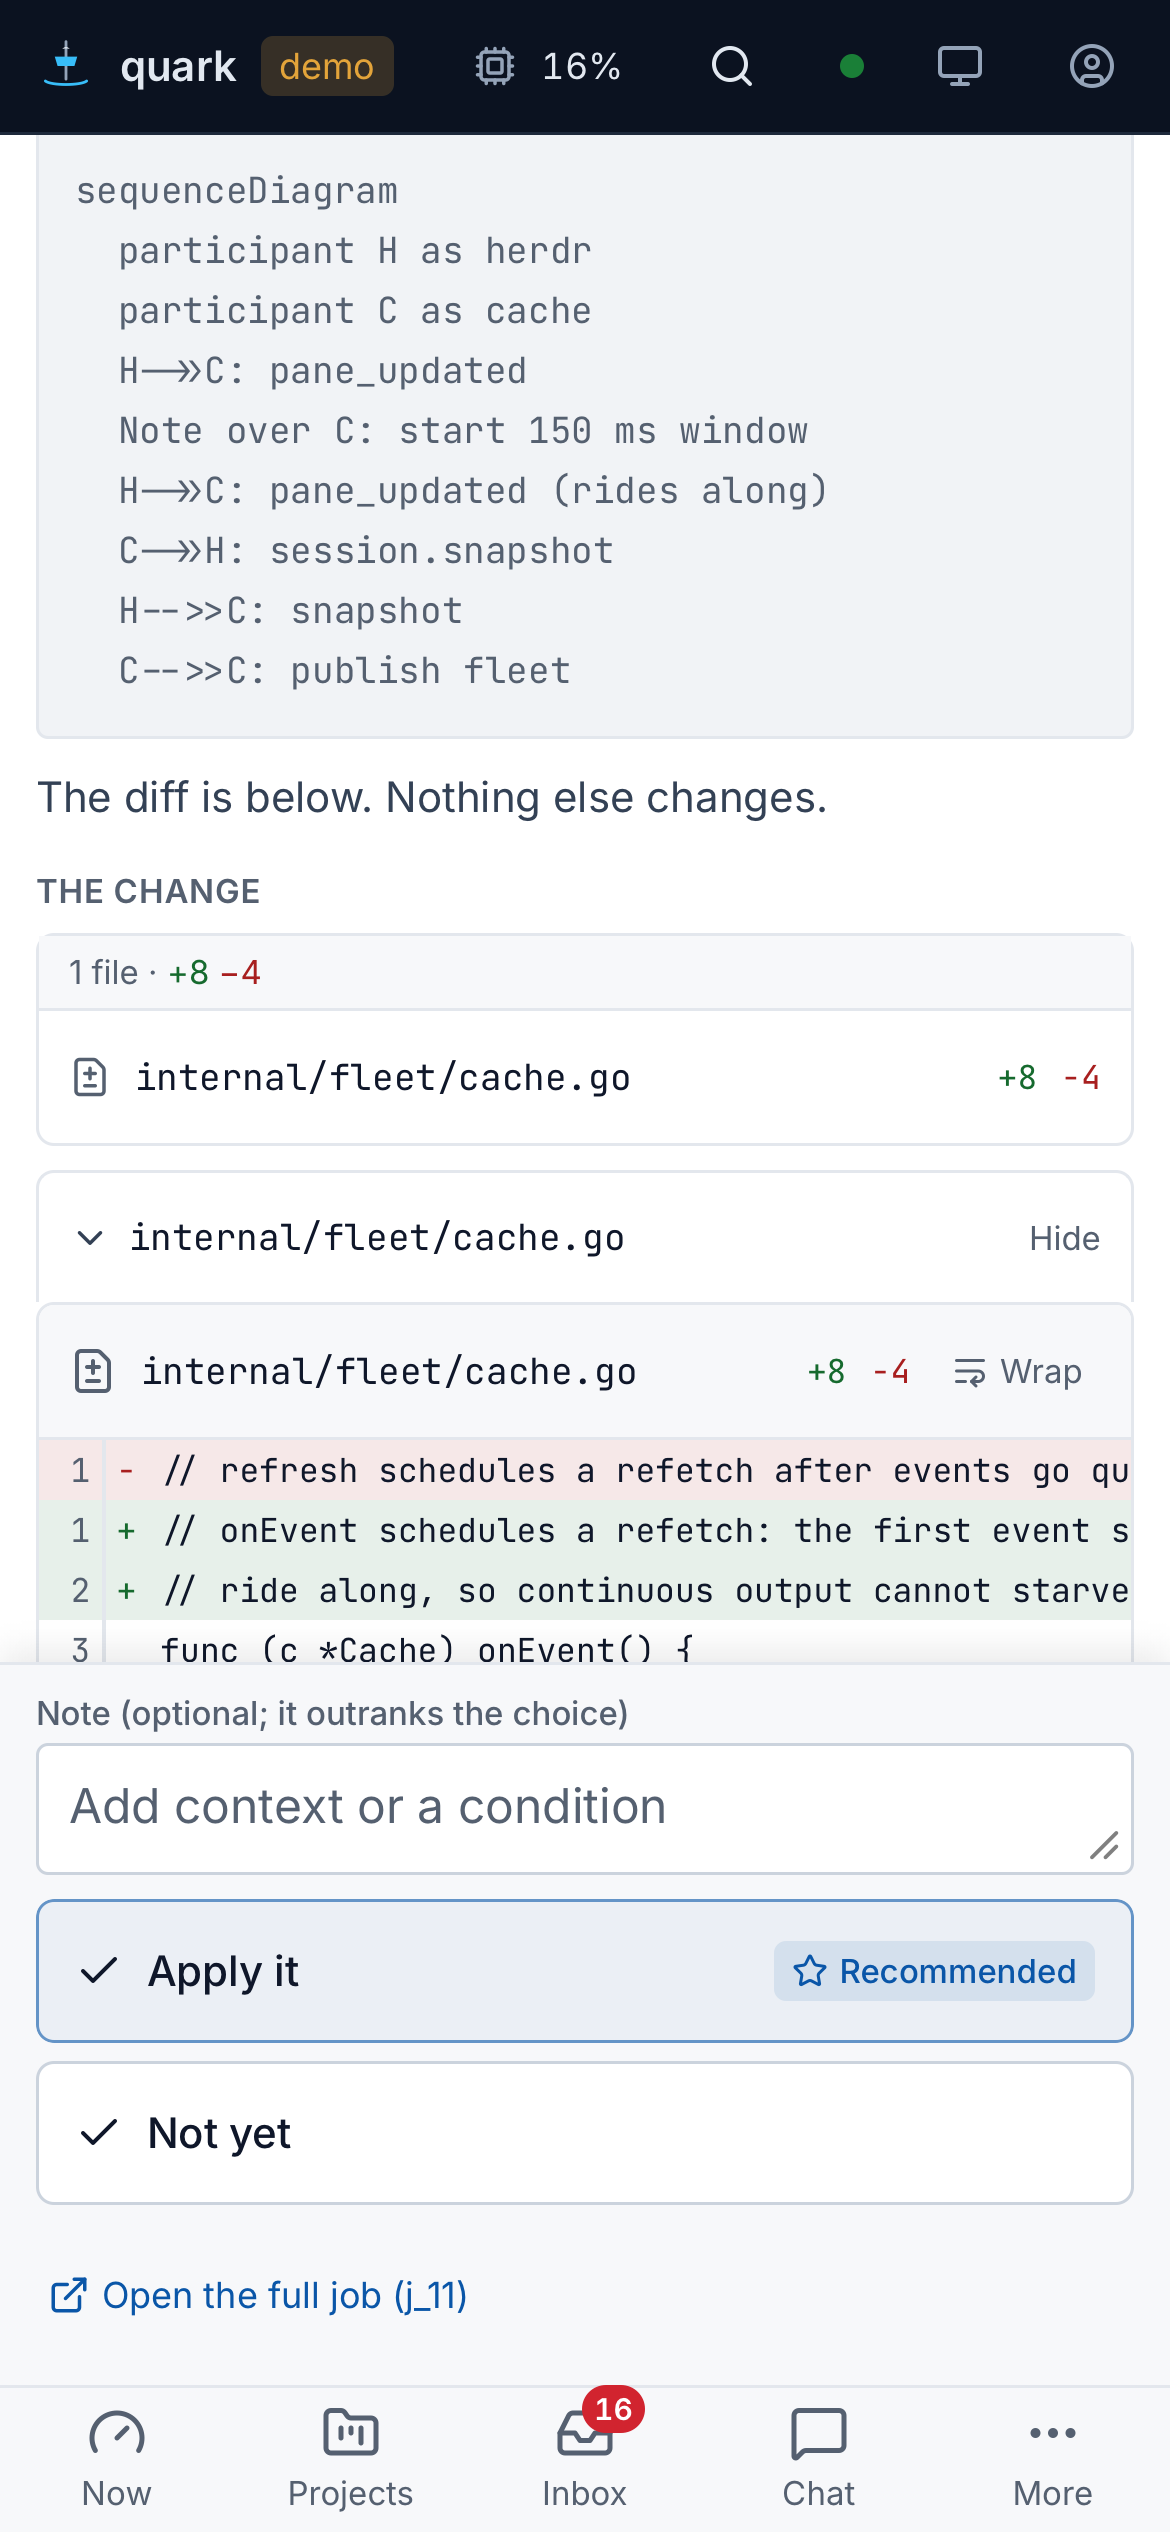 quark demo 16%
sequenceDiagram
participant H as herdr
participant C as cache
H->>C: pane_updated
Note over C: start 150 ms window
H->>C: pane_updated (rides along)
C->>H: session.snapshot
H-->>C: snapshot
C-->>C: publish fleet
The diff is below. Nothing else changes.
THE CHANGE
1 file · +8 −4
internal/fleet/cache.go +8 -4
internal/fleet/cache.go Hide
internal/fleet/cache.go +8 -4 Wrap
1 - // refresh schedules a refetch after events go qu
1 + // onEvent schedules a refetch: the first event s
2 + // ride along, so continuous output cannot starve
3 func (c *Cache) onEvent() {
Note (optional; it outranks the choice)
Add context or a condition
Apply it Recommended
Not yet
Open the full job (j_11)
16
Now Projects Inbox Chat More